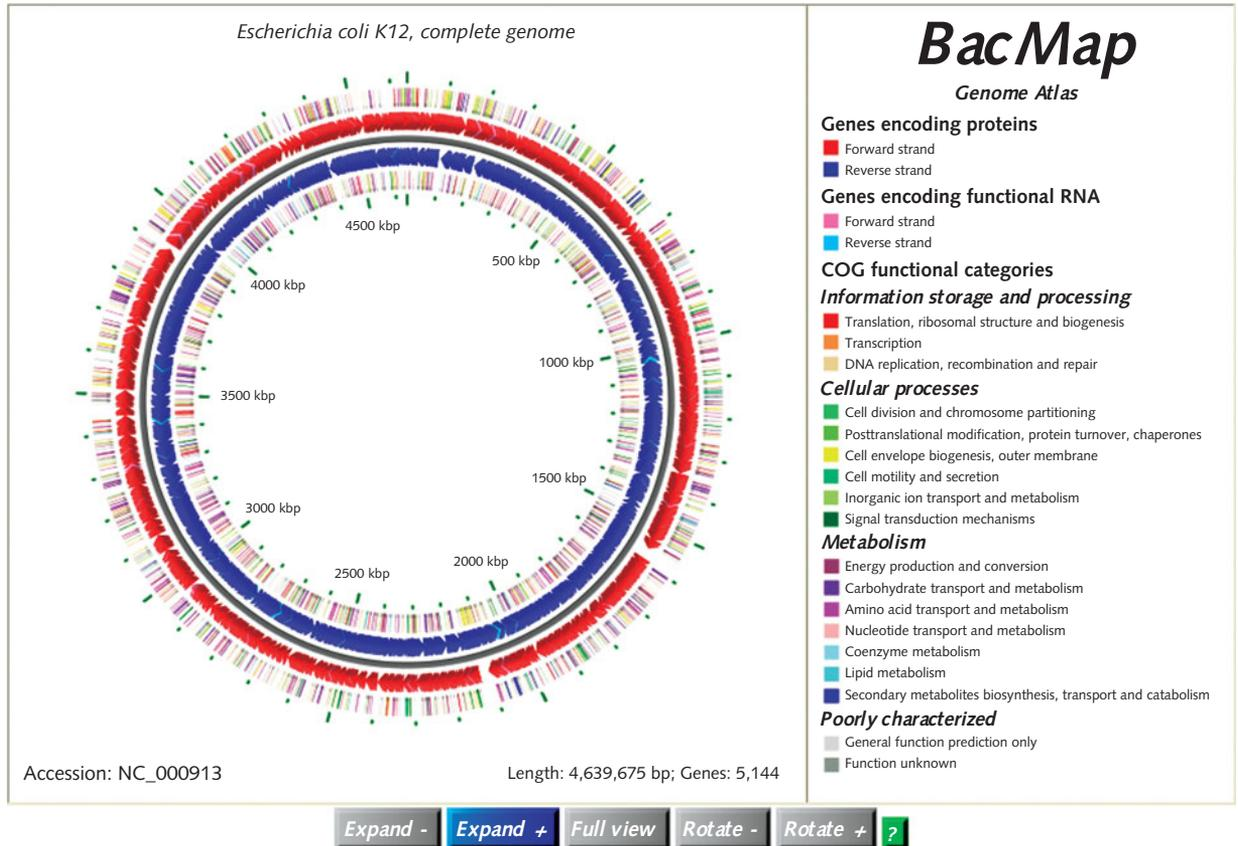 Escherichia coli K12, complete genome
4500 kbp
500 kbp
4000 kbp
1000 kbp
3500 kbp
1500 kbp
3000 kbp
2000 kbp
2500 kbp
Accession: NC_000913
Length: 4,639,675 bp; Genes: 5,144
BacMap
Genome Atlas
Genes encoding proteins
Forward strand
Reverse strand
Genes encoding functional RNA
Forward strand
Reverse strand
COG functional categories
Information storage and processing
Translation, ribosomal structure and biogenesis
Transcription
DNA replication, recombination and repair
Cellular processes
Cell division and chromosome partitioning
Posttranslational modification, protein turnover, chaperones
Cell envelope biogenesis, outer membrane
Cell motility and secretion
Inorganic ion transport and metabolism
Signal transduction mechanisms
Metabolism
Energy production and conversion
Carbohydrate transport and metabolism
Amino acid transport and metabolism
Nucleotide transport and metabolism
Coenzyme metabolism
Lipid metabolism
Secondary metabolites biosynthesis, transport and catabolism
Poorly characterized
General function prediction only
Function unknown
Expand - Expand + Full view Rotate - Rotate + ?